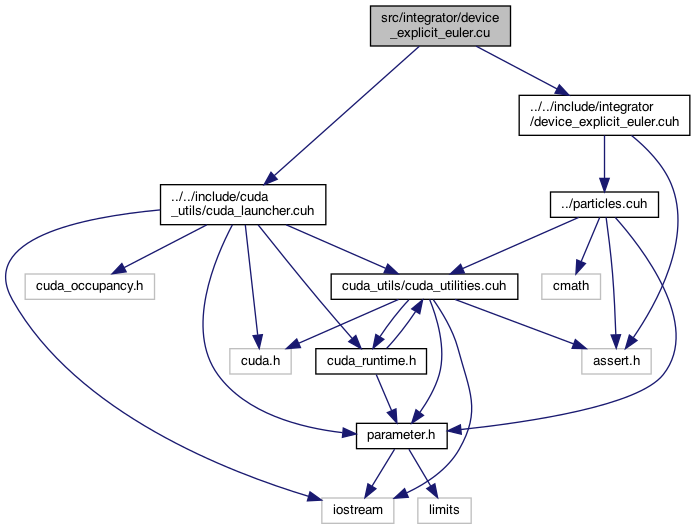 src/integrator/device
_explicit_euler.cu
../../include/integrator
/device_explicit_euler.cuh
../../include/cuda
_utils/cuda_launcher.cuh
../particles.cuh
cuda_occupancy.h
cuda_utils/cuda_utilities.cuh
cmath
cuda.h
cuda_runtime.h
assert.h
parameter.h
iostream
limits